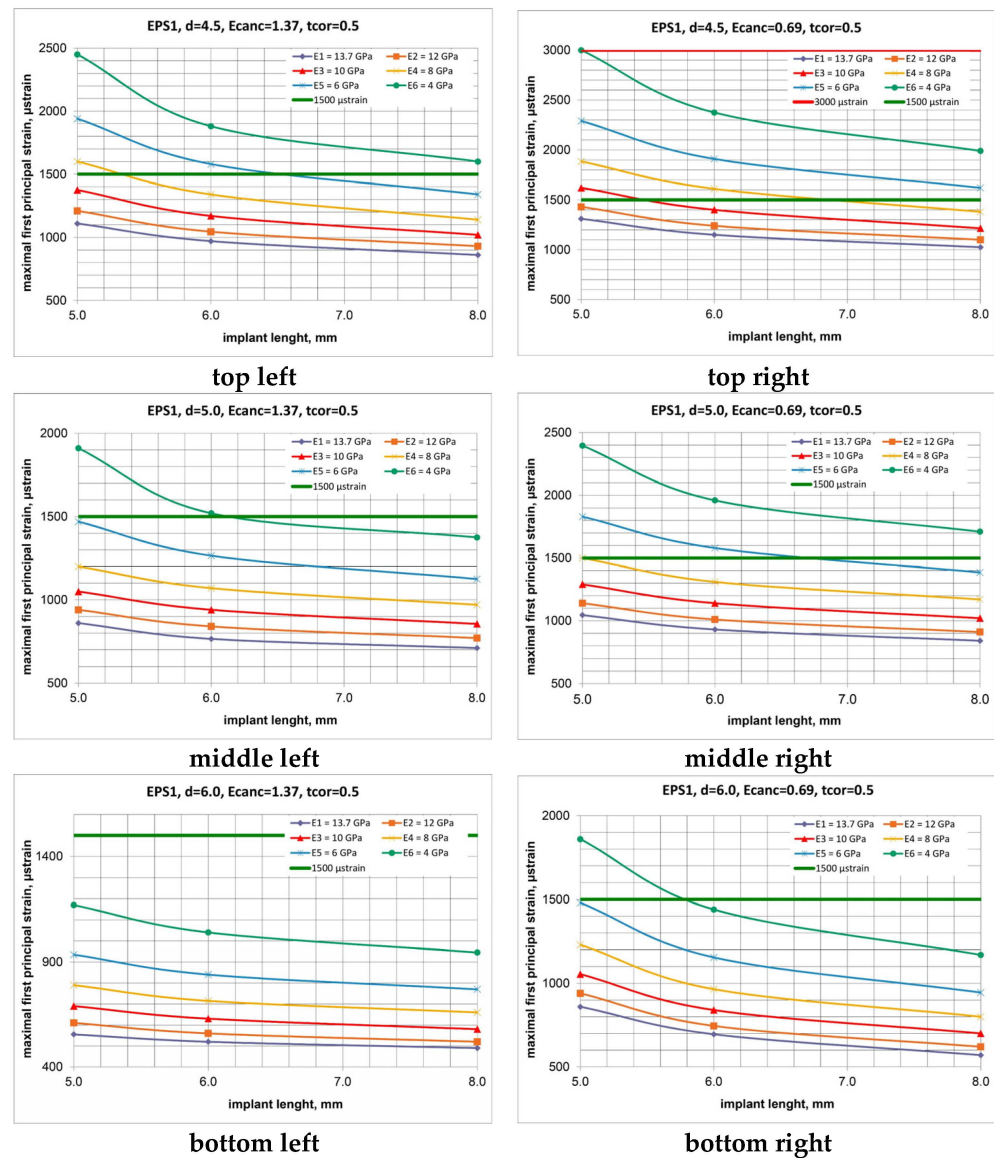 EPS1, d=4.5, Ecanc=1.37, tcor=0.5
maximal first principal strain, μstrain
2500
2000
1500
1000
500
E1 = 13.7 GPa
E2 = 12 GPa
E3 = 10 GPa
E4 = 8 GPa
E5 = 6 GPa
E6 = 4 GPa
1500 μstrain
5.0 6.0 7.0 8.0
implant lenght, mm
top left
EPS1, d=4.5, Ecanc=0.69, tcor=0.5
maximal first principal strain, μstrain
3000
2500
2000
1500
1000
500
E1 = 13.7 GPa
E2 = 12 GPa
E3 = 10 GPa
E4 = 8 GPa
E5 = 6 GPa
E6 = 4 GPa
3000 μstrain
1500 μstrain
5.0 6.0 7.0 8.0
implant lenght, mm
top right
EPS1, d=5.0, Ecanc=1.37, tcor=0.5
maximal first principal strain, μstrain
2000
1500
1000
500
E1 = 13.7 GPa
E2 = 12 GPa
E3 = 10 GPa
E4 = 8 GPa
E5 = 6 GPa
E6 = 4 GPa
1500 μstrain
5.0 6.0 7.0 8.0
implant lenght, mm
middle left
EPS1, d=5.0, Ecanc=0.69, tcor=0.5
maximal first principal strain, μstrain
2500
2000
1500
1000
500
E1 = 13.7 GPa
E2 = 12 GPa
E3 = 10 GPa
E4 = 8 GPa
E5 = 6 GPa
E6 = 4 GPa
1500 μstrain
5.0 6.0 7.0 8.0
implant lenght, mm
middle right
EPS1, d=6.0, Ecanc=1.37, tcor=0.5
maximal first principal strain, μstrain
1400
900
400
E1 = 13.7 GPa
E2 = 12 GPa
E3 = 10 GPa
E4 = 8 GPa
E5 = 6 GPa
E6 = 4 GPa
1500 μstrain
5.0 6.0 7.0 8.0
implant lenght, mm
bottom left
EPS1, d=6.0, Ecanc=0.69, tcor=0.5
maximal first principal strain, μstrain
2000
1500
1000
500
E1 = 13.7 GPa
E2 = 12 GPa
E3 = 10 GPa
E4 = 8 GPa
E5 = 6 GPa
E6 = 4 GPa
1500 μstrain
5.0 6.0 7.0 8.0
implant lenght, mm
bottom right